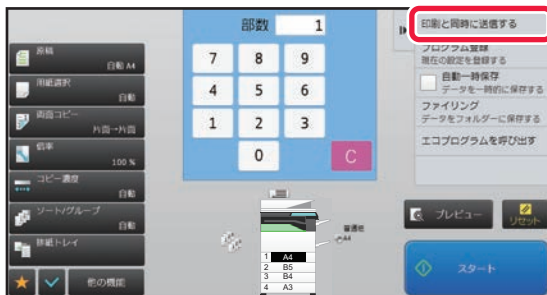 部数 1
印刷と同時に送信する
プログラム登録
現在の設定を登録する
自動一時保存
データを一時的に保存する
ファイリング
データをフォルダーに保存する
エコプログラムを呼び出す
原稿
自動 A4
用紙選択
自動
両面コピー
片面→片面
倍率
100 %
コピー濃度
自動
ソート/グループ
自動
排紙トレイ
他の機能
7 8 9
4 5 6
1 2 3
0 C
普通紙
A4
1 A4
2 B5
3 B4
4 A3
プレビュー
リセット
スタート